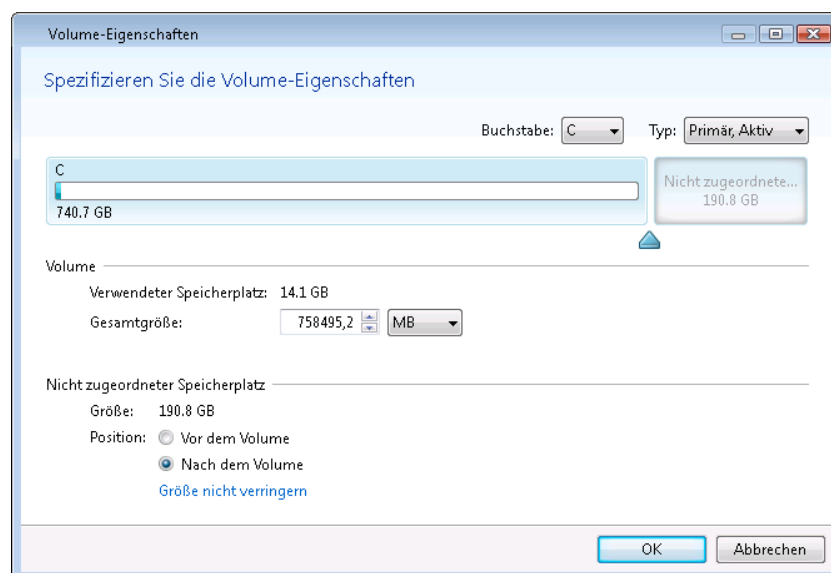 Volume-Eigenschaften
Spezifizieren Sie die Volume-Eigenschaften
Buchstabe: C Typ: Primär, Aktiv
C
740.7 GB
Nicht zugeordnete...
190.8 GB
Volume
Verwendeter Speicherplatz: 14.1 GB
Gesamtgröße: 758495,2 MB
Nicht zugeordneter Speicherplatz
Größe: 190.8 GB
Position: Vor dem Volume
Nach dem Volume
Größe nicht verringern
OK Abbrechen